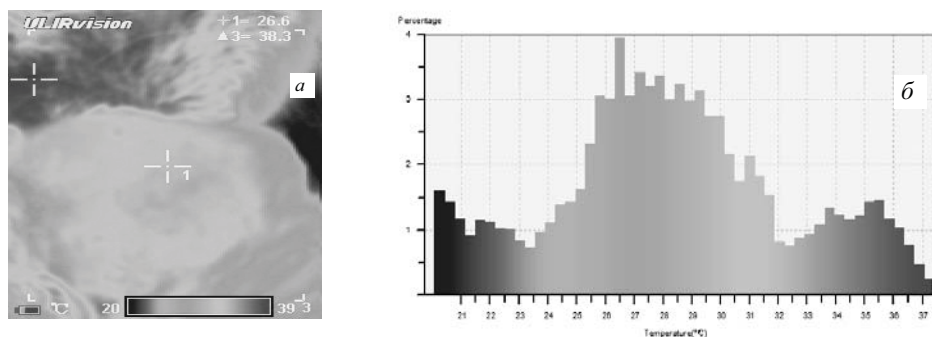 ULIRvision
+1= 26.6
▲3= 38.3
а
1
℃ 20 39 3
Percentage
4
3
2
1
б
21 22 23 24 25 26 27 28 29 30 31 32 33 34 35 36 37
Temperature(℃)